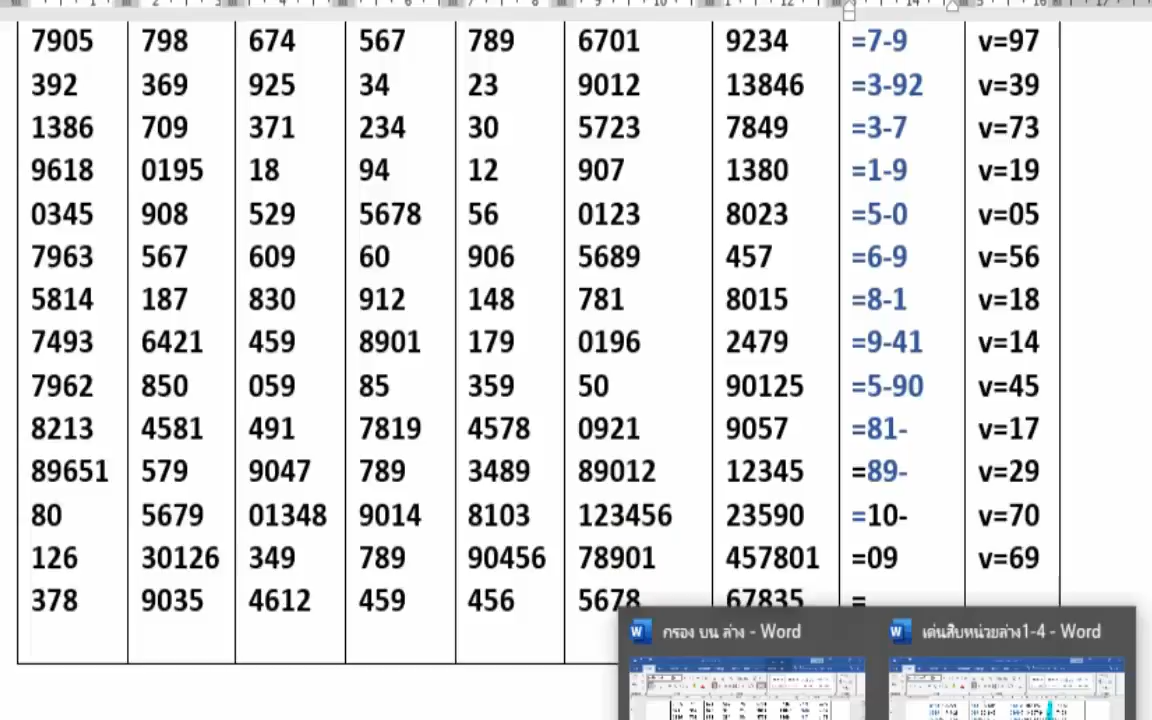 7905 798 674 567 789 6701 9234 =7-9 v=97
392 369 925 34 23 9012 13846 =3-92 v=39
1386 709 371 234 30 5723 7849 =3-7 v=73
9618 0195 18 94 12 907 1380 =1-9 v=19
0345 908 529 5678 56 0123 8023 =5-0 v=05
7963 567 609 60 906 5689 457 =6-9 v=56
5814 187 830 912 148 781 8015 =8-1 v=18
7493 6421 459 8901 179 0196 2479 =9-41 v=14
7962 850 059 85 359 50 90125 =5-90 v=45
8213 4581 491 7819 4578 0921 9057 =81- v=17
89651 579 9047 789 3489 89012 12345 =89- v=29
80 5679 01348 9014 8103 123456 23590 =10- v=70
126 30126 349 789 90456 78901 457801 =09 v=69
378 9035 4612 459 456 5678 67835 =
กรอง บน ล่าง - Word
เด่นสิบหน่วยล่าง1-4 - Word